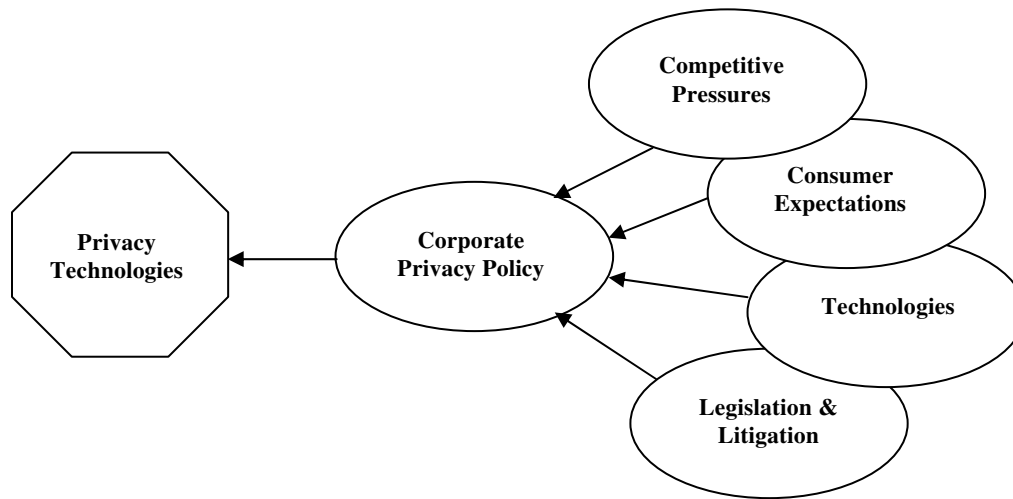 Competitive
Pressures
Consumer
Expectations
Privacy
Technologies
Corporate
Privacy Policy
Technologies
Legislation &
Litigation